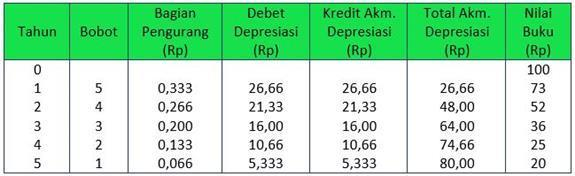 Tahun Bobot Bagian Pengurang (Rp) Debet Depresiasi (Rp) Kredit Akm. Depresiasi (Rp) Total Akm. Depresiasi (Rp) Nilai Buku (Rp)
0 100
1 5 0,333 26,66 26,66 26,66 73
2 4 0,266 21,33 21,33 48,00 52
3 3 0,200 16,00 16,00 64,00 36
4 2 0,133 10,66 10,66 74,66 25
5 1 0,066 5,333 5,333 80,00 20